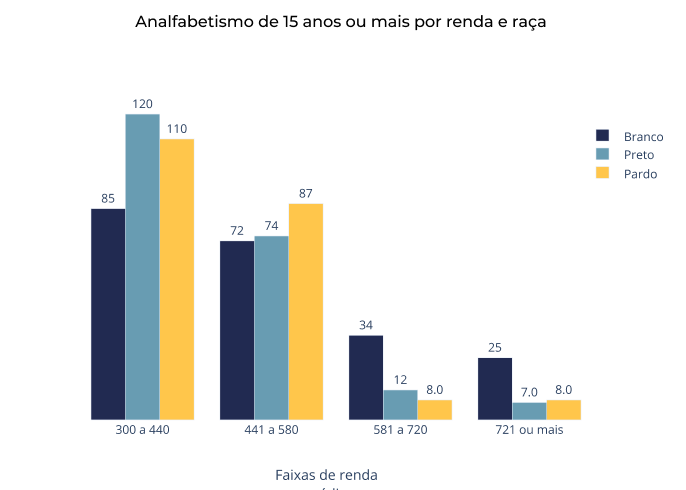 Analfabetismo de 15 anos ou mais por renda e raça
120
110
85
87
72
74
34
12
8.0
25
7.0
8.0
Branco
Preto
Pardo
300 a 440
441 a 580
581 a 720
721 ou mais
Faixas de renda